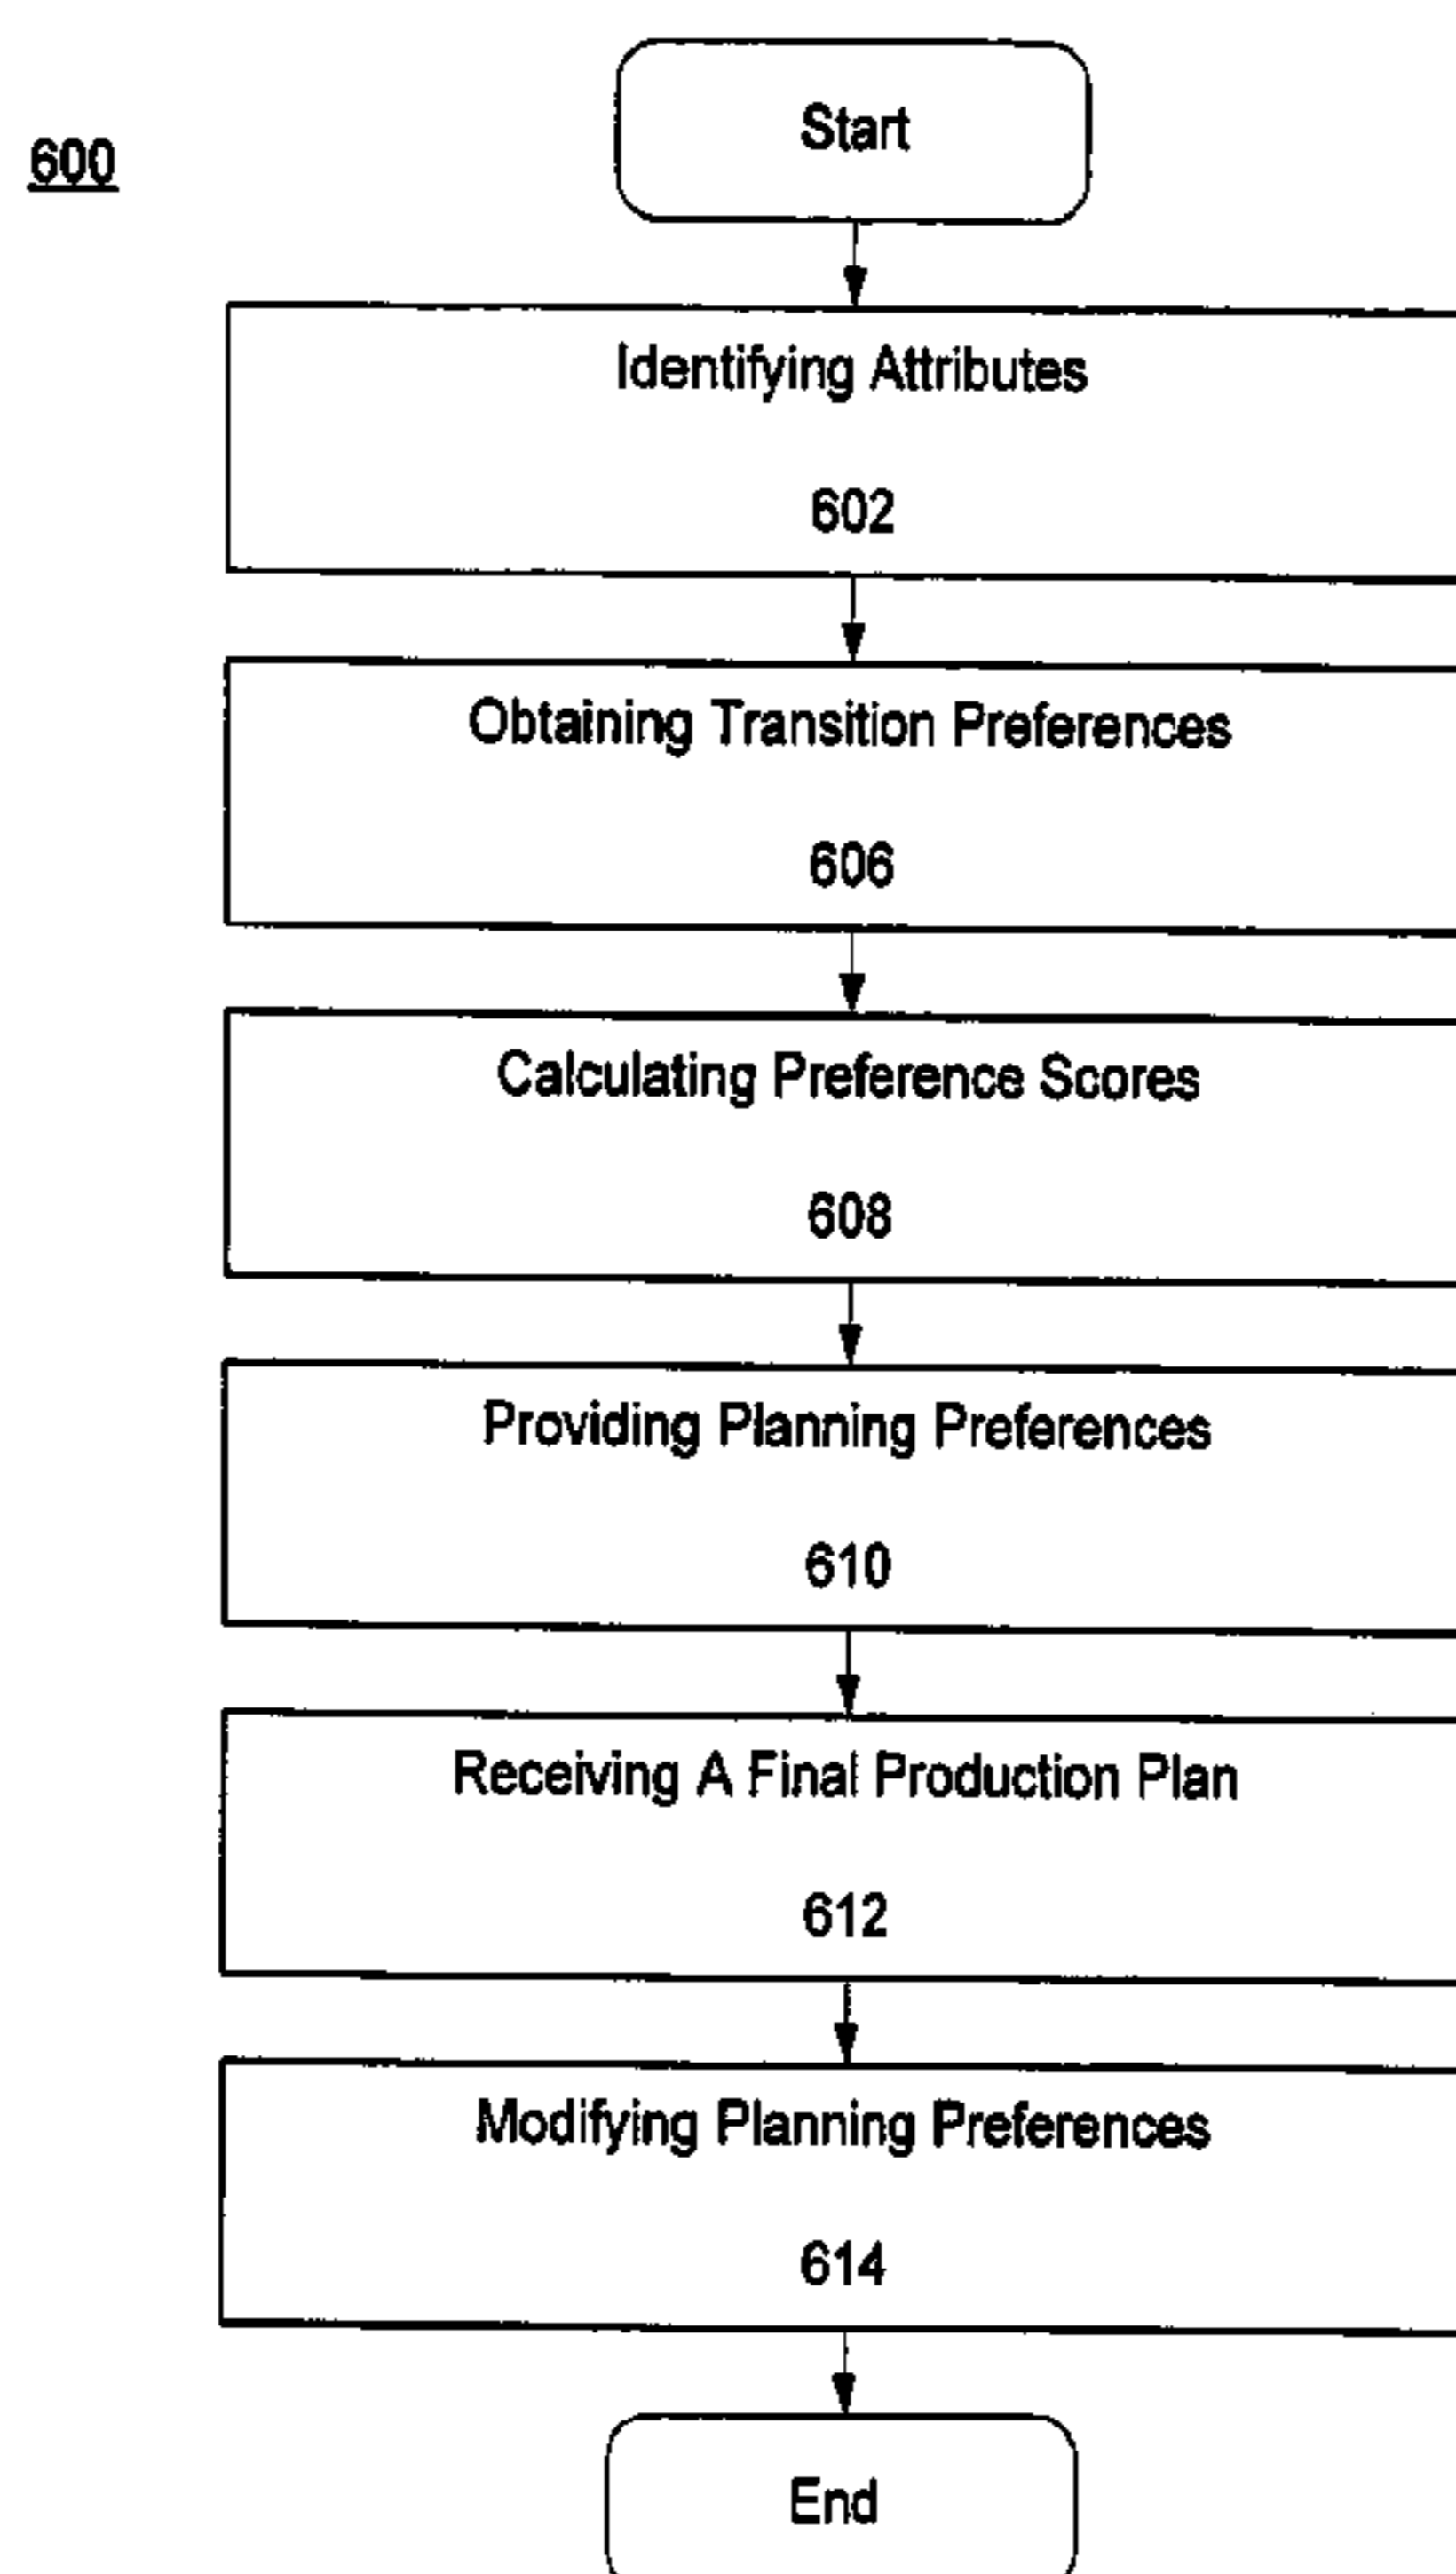 600
Start
Identifying Attributes
602
Obtaining Transition Preferences
606
Calculating Preference Scores
608
Providing Planning Preferences
610
Receiving A Final Production Plan
612
Modifying Planning Preferences
614
End